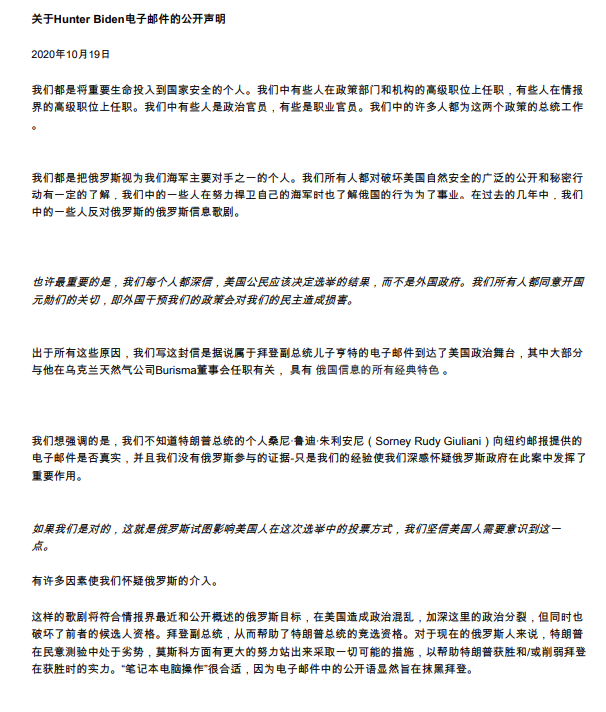 关于Hunter Biden电子邮件的公开声明
2020年10月19日
我们都是将重要生命投入到国家安全的个人。我们中有些人在政策部门和机构的高级职位上任职，有些人在情报
界的高级职位上任职。我们中有些人是政治官员，有些是职业官员。我们中的许多人都为这两个政策的总统工作
。
我们都是把俄罗斯视为我们海军主要对手之一的个人。我们所有人都对破坏美国自然安全的广泛的公开和秘密行
动有一定的了解，我们中的一些人在努力捍卫自己的海军时也了解俄国的行为为了事业。在过去的几年中，我们
中的一些人反对俄罗斯的俄罗斯信息歌剧。
也许最重要的是，我们每个人都深信，美国公民应该决定选举的结果，而不是外国政府。我们所有人都同意开国
元勋们的关切，即外国干预我们的政策会对我们的民主造成损害。
出于所有这些原因，我们写这封信是据说属于拜登副总统儿子亨特的电子邮件到达了美国政治舞台，其中大部分
与他在乌克兰天然气公司Burisma董事会任职有关， 具有 俄国信息的所有经典特色 。
我们想强调的是，我们不知道特朗普总统的个人桑尼·鲁迪·朱利安尼（Sorney Rudy Giuliani）向纽约邮报提供的
电子邮件是否真实，并且我们没有俄罗斯参与的证据-只是我们的经验使我们深感怀疑俄罗斯政府在此案中发挥了
重要作用。
如果我们是对的，这就是俄罗斯试图影响美国人在这次选举中的投票方式，我们坚信美国人需要意识到这一
点。
有许多因素使我们怀疑俄罗斯的介入。
这样的歌剧将符合情报界最近和公开概述的俄罗斯目标，在美国造成政治混乱，加深这里的政治分裂，但同时也
破坏了前者的候选人资格。拜登副总统，从而帮助了特朗普总统的竞选资格。对于现在的俄罗斯人来说，特朗普
在民意测验中处于劣势，莫斯科方面有更大的努力站出来采取一切可能的措施，以帮助特朗普获胜和/或削弱拜登
在获胜时的实力。“笔记本电脑操作”很合适，因为电子邮件中的公开语显然旨在抹黑拜登。